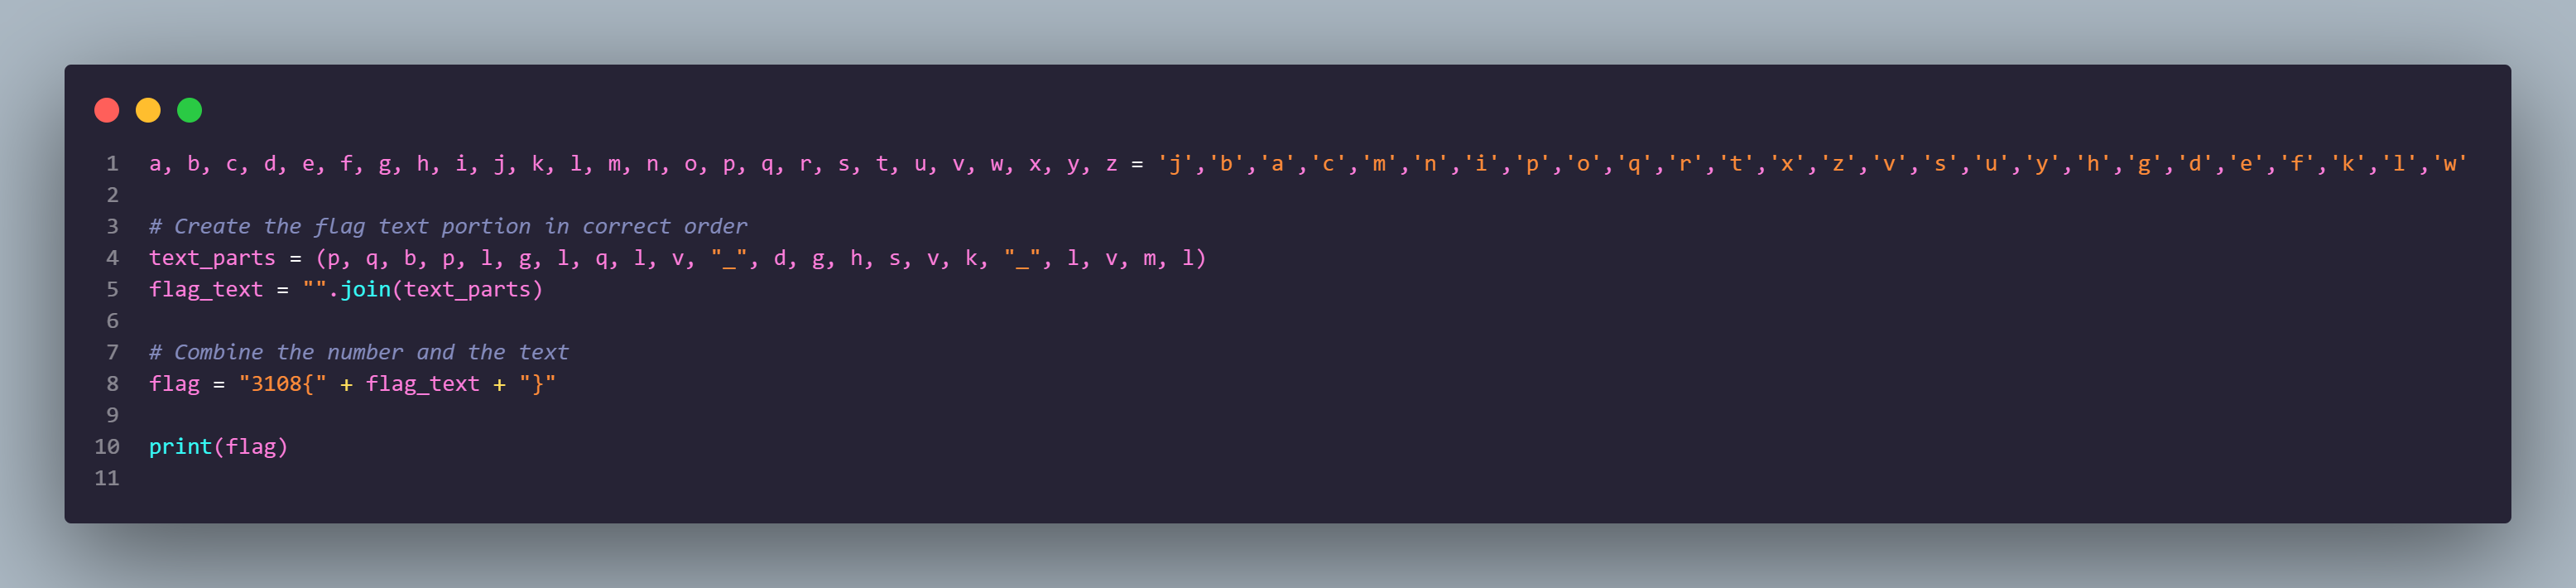 1 a, b, c, d, e, f, g, h, i, j, k, l, m, n, o, p, q, r, s, t, u, v, w, x, y, z = 'j','b','a','c','m','n','i','p','o','q','r','t','x','z','v','s','u','y','h','g','d','e','f','k','l','w'
2
3 # Create the flag text portion in correct order
4 text_parts = (p, q, b, p, l, g, l, q, l, v, "_", d, g, h, s, v, k, "_", l, v, m, l)
5 flag_text = "".join(text_parts)
6
7 # Combine the number and the text
8 flag = "3108{" + flag_text + "}"
9
10 print(flag)
11